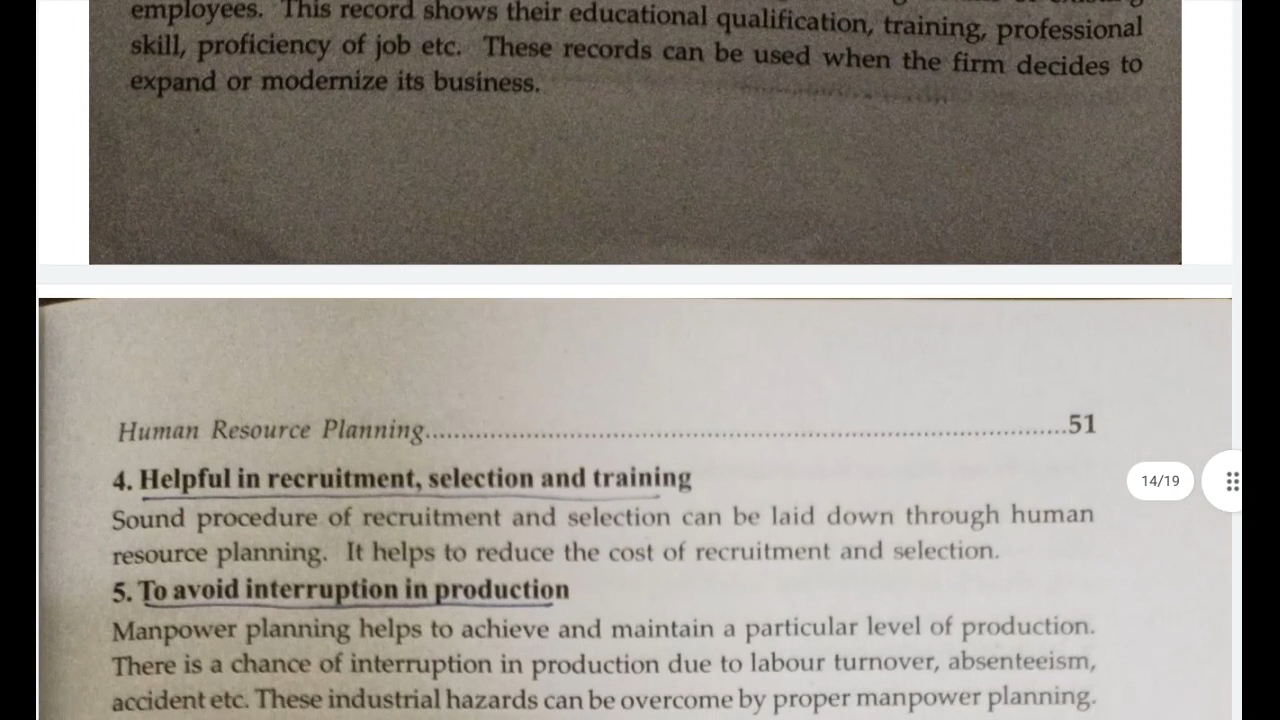 employees. This record shows their educational qualification, training, professional
skill, proficiency of job etc. These records can be used when the firm decides to
expand or modernize its business.
Human Resource Planning..........................................................................................51
4. Helpful in recruitment, selection and training
14/19
Sound procedure of recruitment and selection can be laid down through human
resource planning. It helps to reduce the cost of recruitment and selection.
5. To avoid interruption in production
Manpower planning helps to achieve and maintain a particular level of production.
There is a chance of interruption in production due to labour turnover, absenteeism,
accident etc. These industrial hazards can be overcome by proper manpower planning.